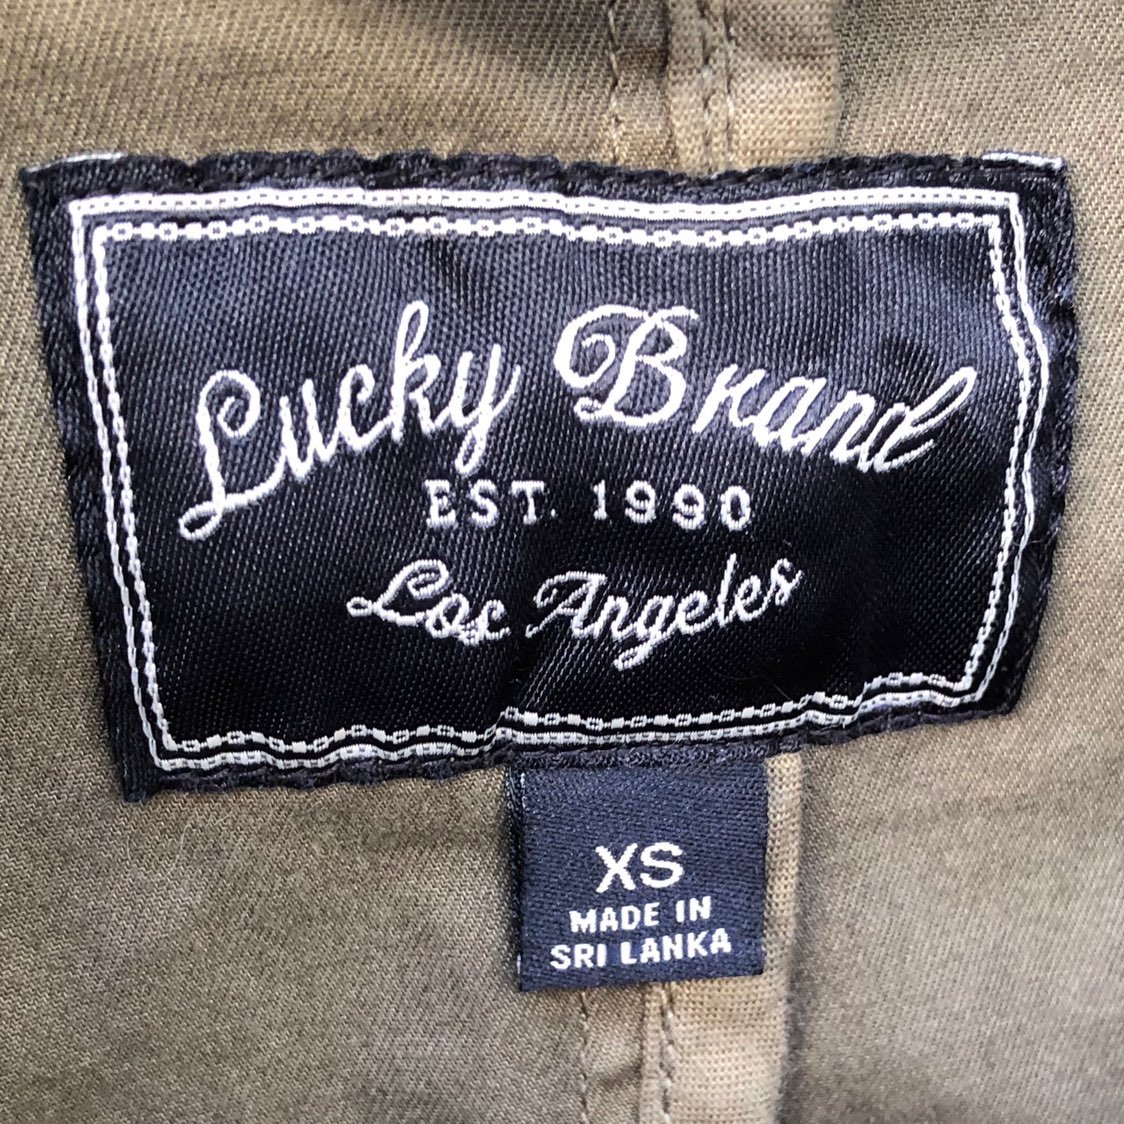 Lucky Brand
EST. 1990
Los Angeles
XS
MADE IN
SRI LANKA